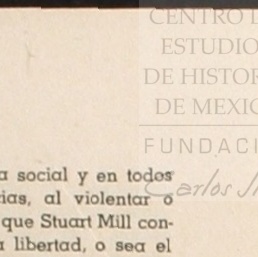 CENTRO D
ESTUDIO
DE HISTOR
DE MEXIC
FUNDACI
Carlos
a social y en todos
cias, al violentar o
que Stuart Mill con-
a libertad, o sea el